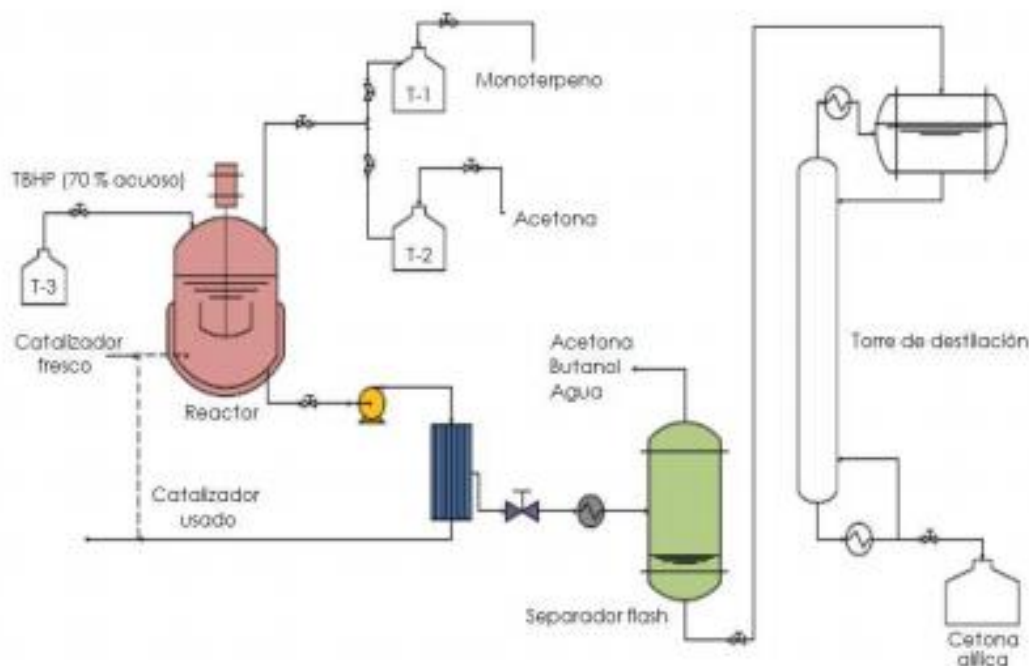 T-1
Monoterpeno
TBHP (70 % acuoso)
T-3
T-2
Acetona
Catalizador
fresco
Reactor
Acetona
Butanol
Agua
Torre de destilación
Catalizador
usado
Separador flash
Cetona
alílica